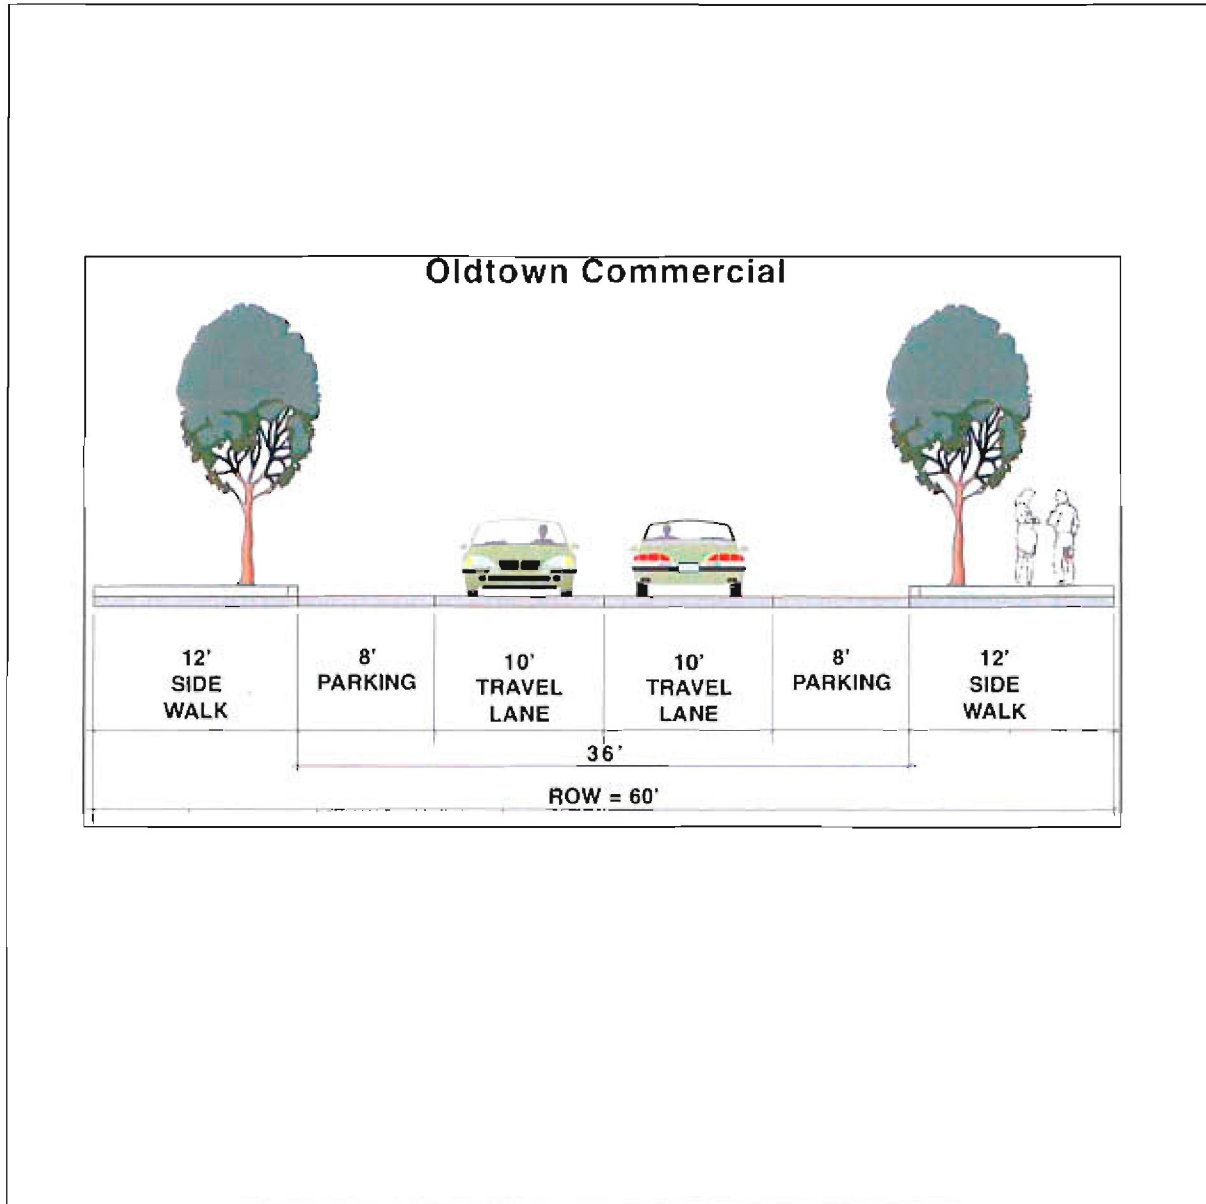 Oldtown Commercial
12'
SIDE
WALK
8'
PARKING
10'
TRAVEL
LANE
10'
TRAVEL
LANE
8'
PARKING
12'
SIDE
WALK
36'
ROW = 60'